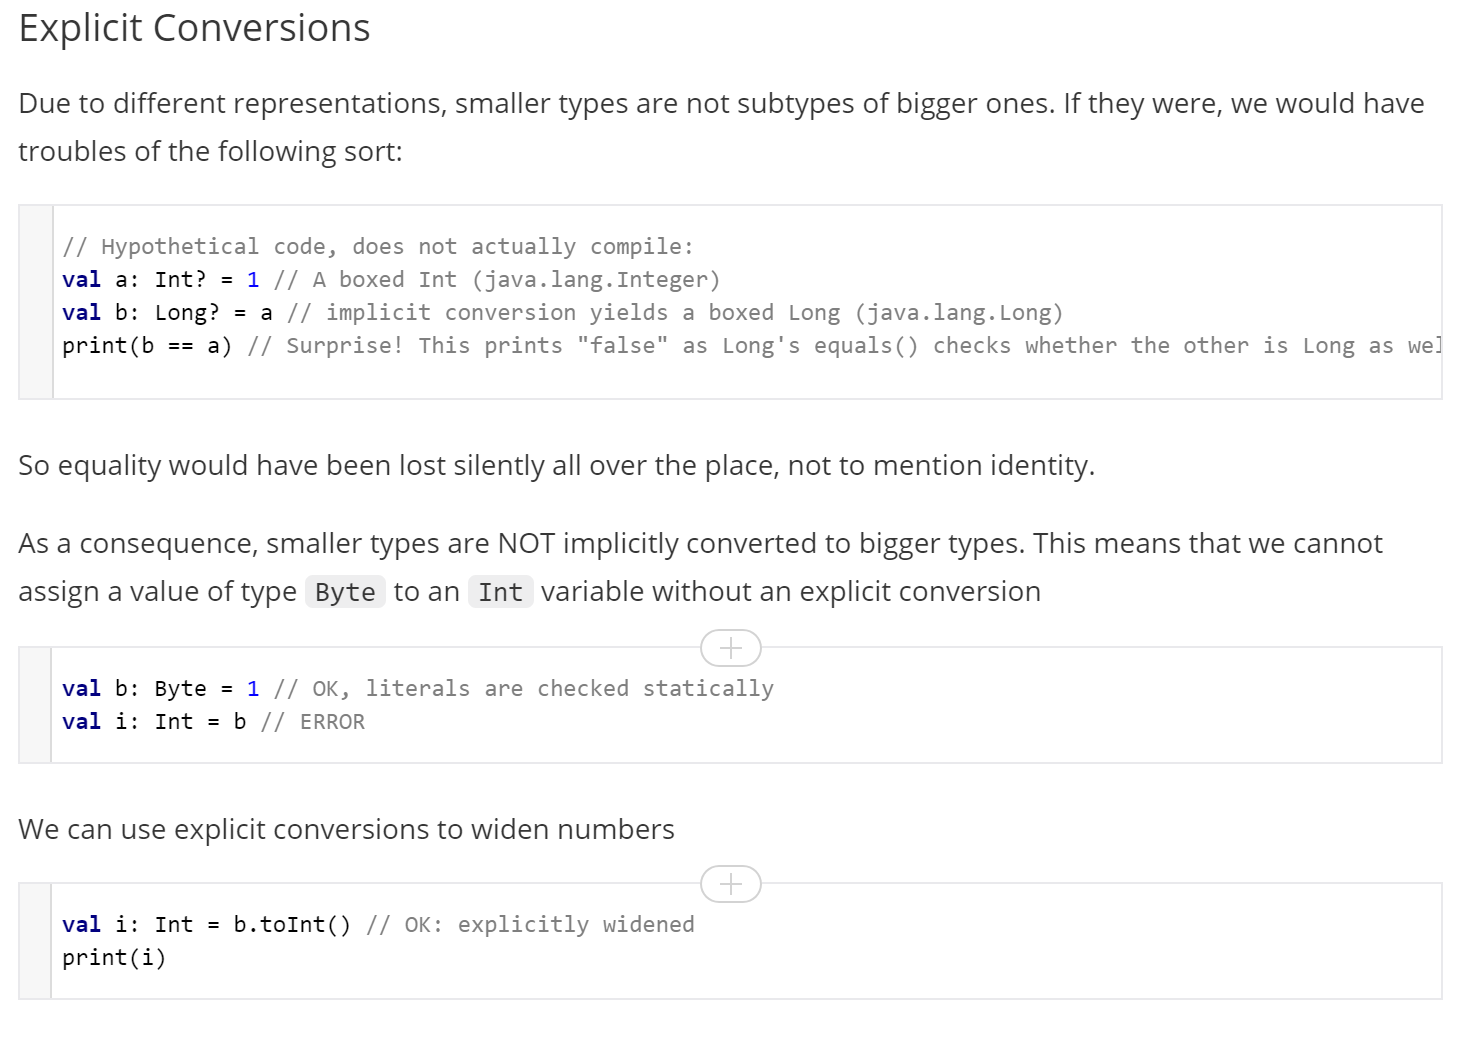 Explicit Conversions
Due to different representations, smaller types are not subtypes of bigger ones. If they were, we would have
troubles of the following sort:
// Hypothetical code, does not actually compile:
val a: Int? = 1 // A boxed Int (java.lang.Integer)
val b: Long? = a // implicit conversion yields a boxed Long (java.lang.Long)
print(b == a) // Surprise! This prints "false" as Long's equals() checks whether the other is Long as wel
So equality would have been lost silently all over the place, not to mention identity.
As a consequence, smaller types are NOT implicitly converted to bigger types. This means that we cannot
assign a value of type Byte to an Int variable without an explicit conversion
val b: Byte = 1 // OK, literals are checked statically
val i: Int = b // ERROR
We can use explicit conversions to widen numbers
val i: Int = b.toInt() // OK: explicitly widened
print(i)